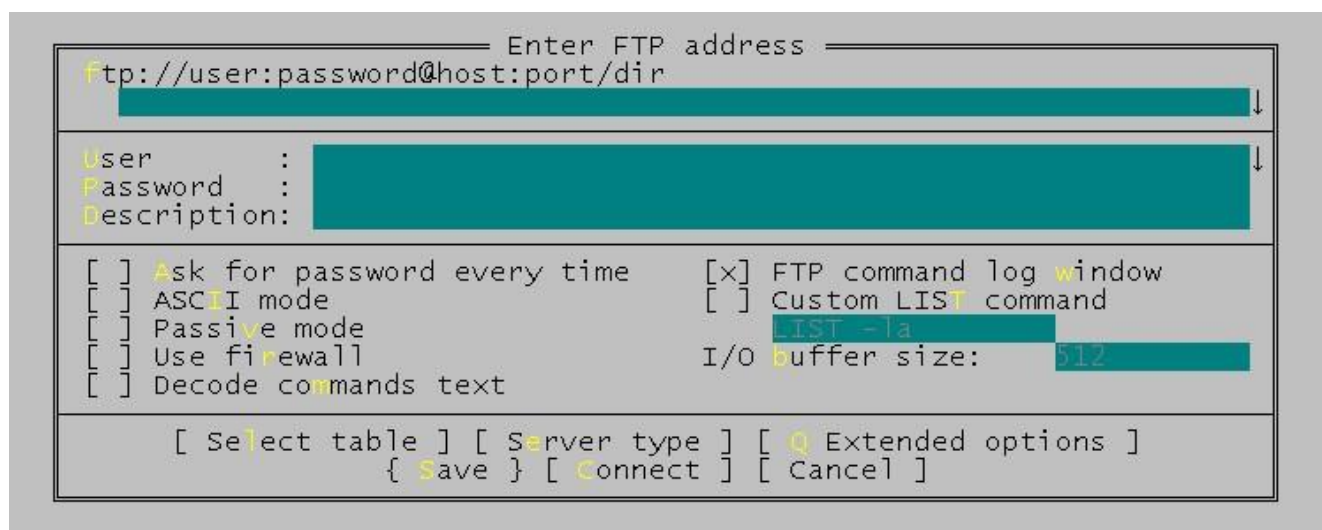 Enter FTP address
ftp://user:password@host:port/dir
↓
User : ↓
Password :
Description:
[ ] Ask for password every time [x] FTP command log window
[ ] ASCII mode [ ] Custom LIST command
[ ] Passive mode LIST -la
[ ] Use firewall I/O buffer size: 512
[ ] Decode commands text
[ Select table ] [ Server type ] [ Q Extended options ]
{ Save } [ Connect ] [ Cancel ]